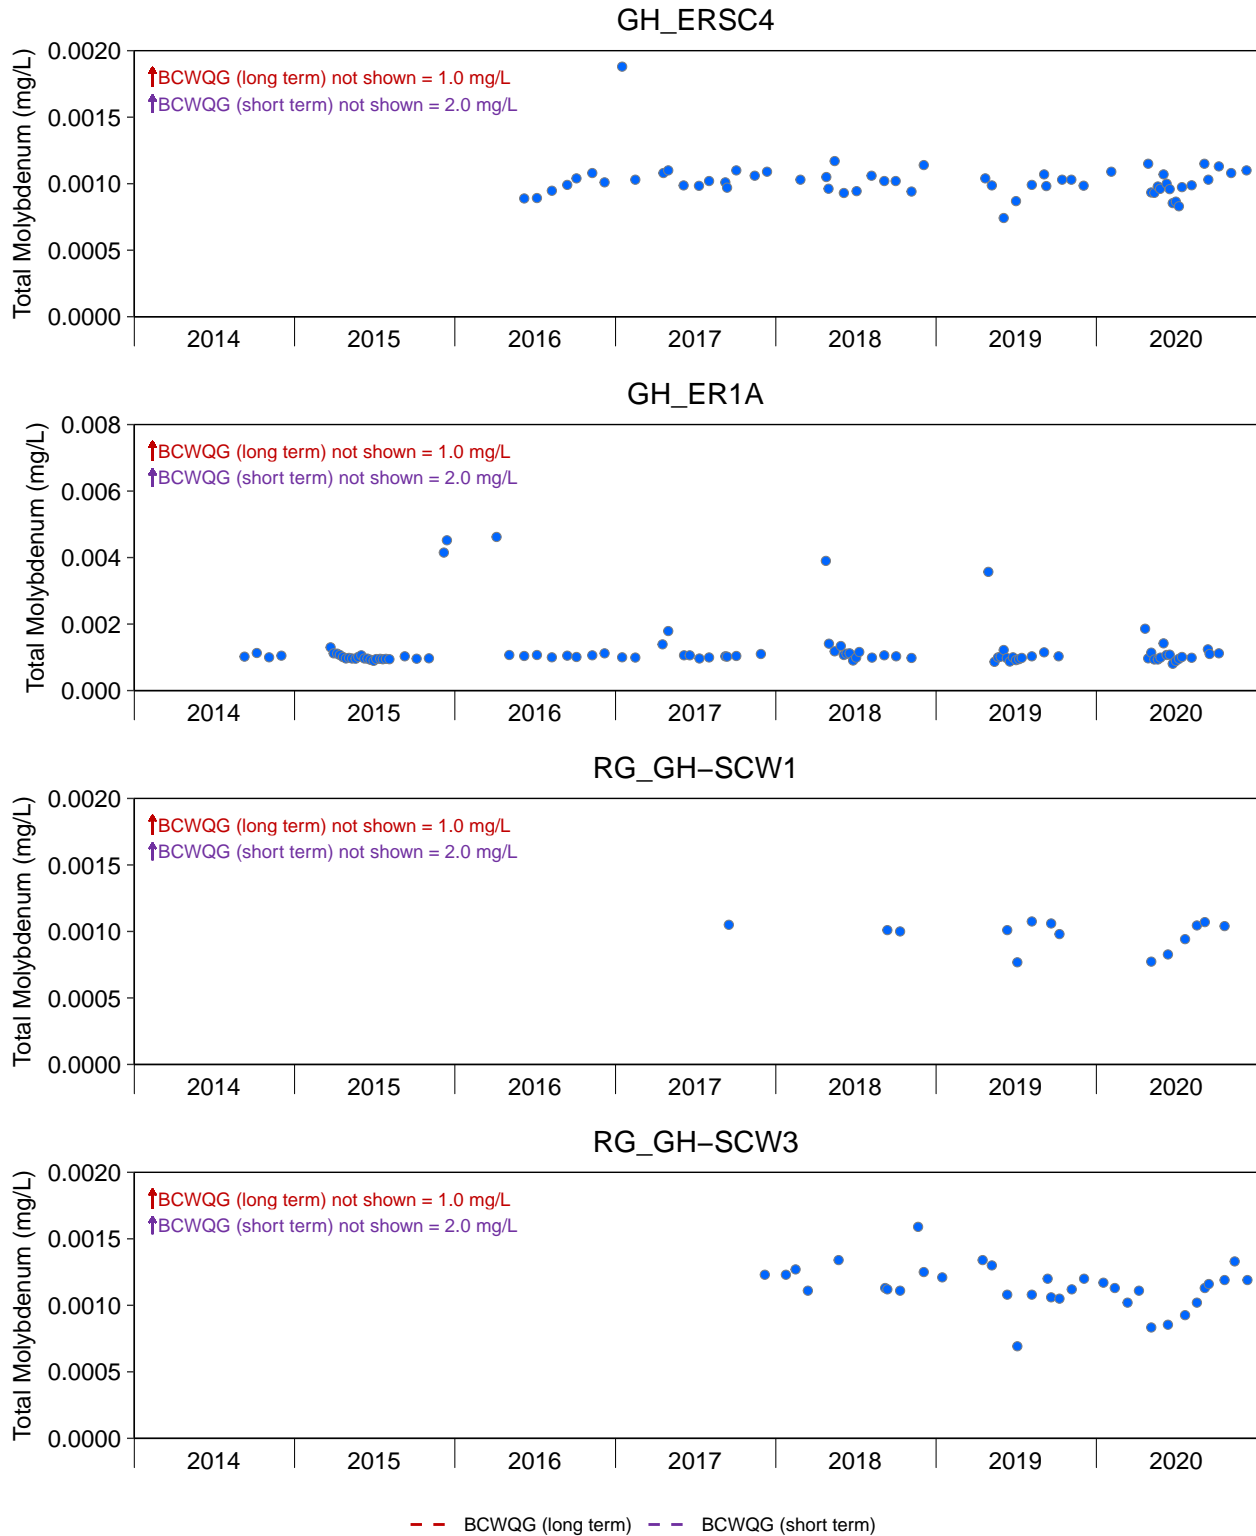 GH_ERSC4
Total Molybdenum (mg/L)
0.0020
0.0015
0.0010
0.0005
0.0000
BCWQG (long term) not shown = 1.0 mg/L
BCWQG (short term) not shown = 2.0 mg/L
2014 2015 2016 2017 2018 2019 2020
GH_ER1A
Total Molybdenum (mg/L)
0.008
0.006
0.004
0.002
0.000
BCWQG (long term) not shown = 1.0 mg/L
BCWQG (short term) not shown = 2.0 mg/L
2014 2015 2016 2017 2018 2019 2020
RG_GH−SCW1
Total Molybdenum (mg/L)
0.0020
0.0015
0.0010
0.0005
0.0000
BCWQG (long term) not shown = 1.0 mg/L
BCWQG (short term) not shown = 2.0 mg/L
2014 2015 2016 2017 2018 2019 2020
RG_GH−SCW3
Total Molybdenum (mg/L)
0.0020
0.0015
0.0010
0.0005
0.0000
BCWQG (long term) not shown = 1.0 mg/L
BCWQG (short term) not shown = 2.0 mg/L
2014 2015 2016 2017 2018 2019 2020
BCWQG (long term) BCWQG (short term)